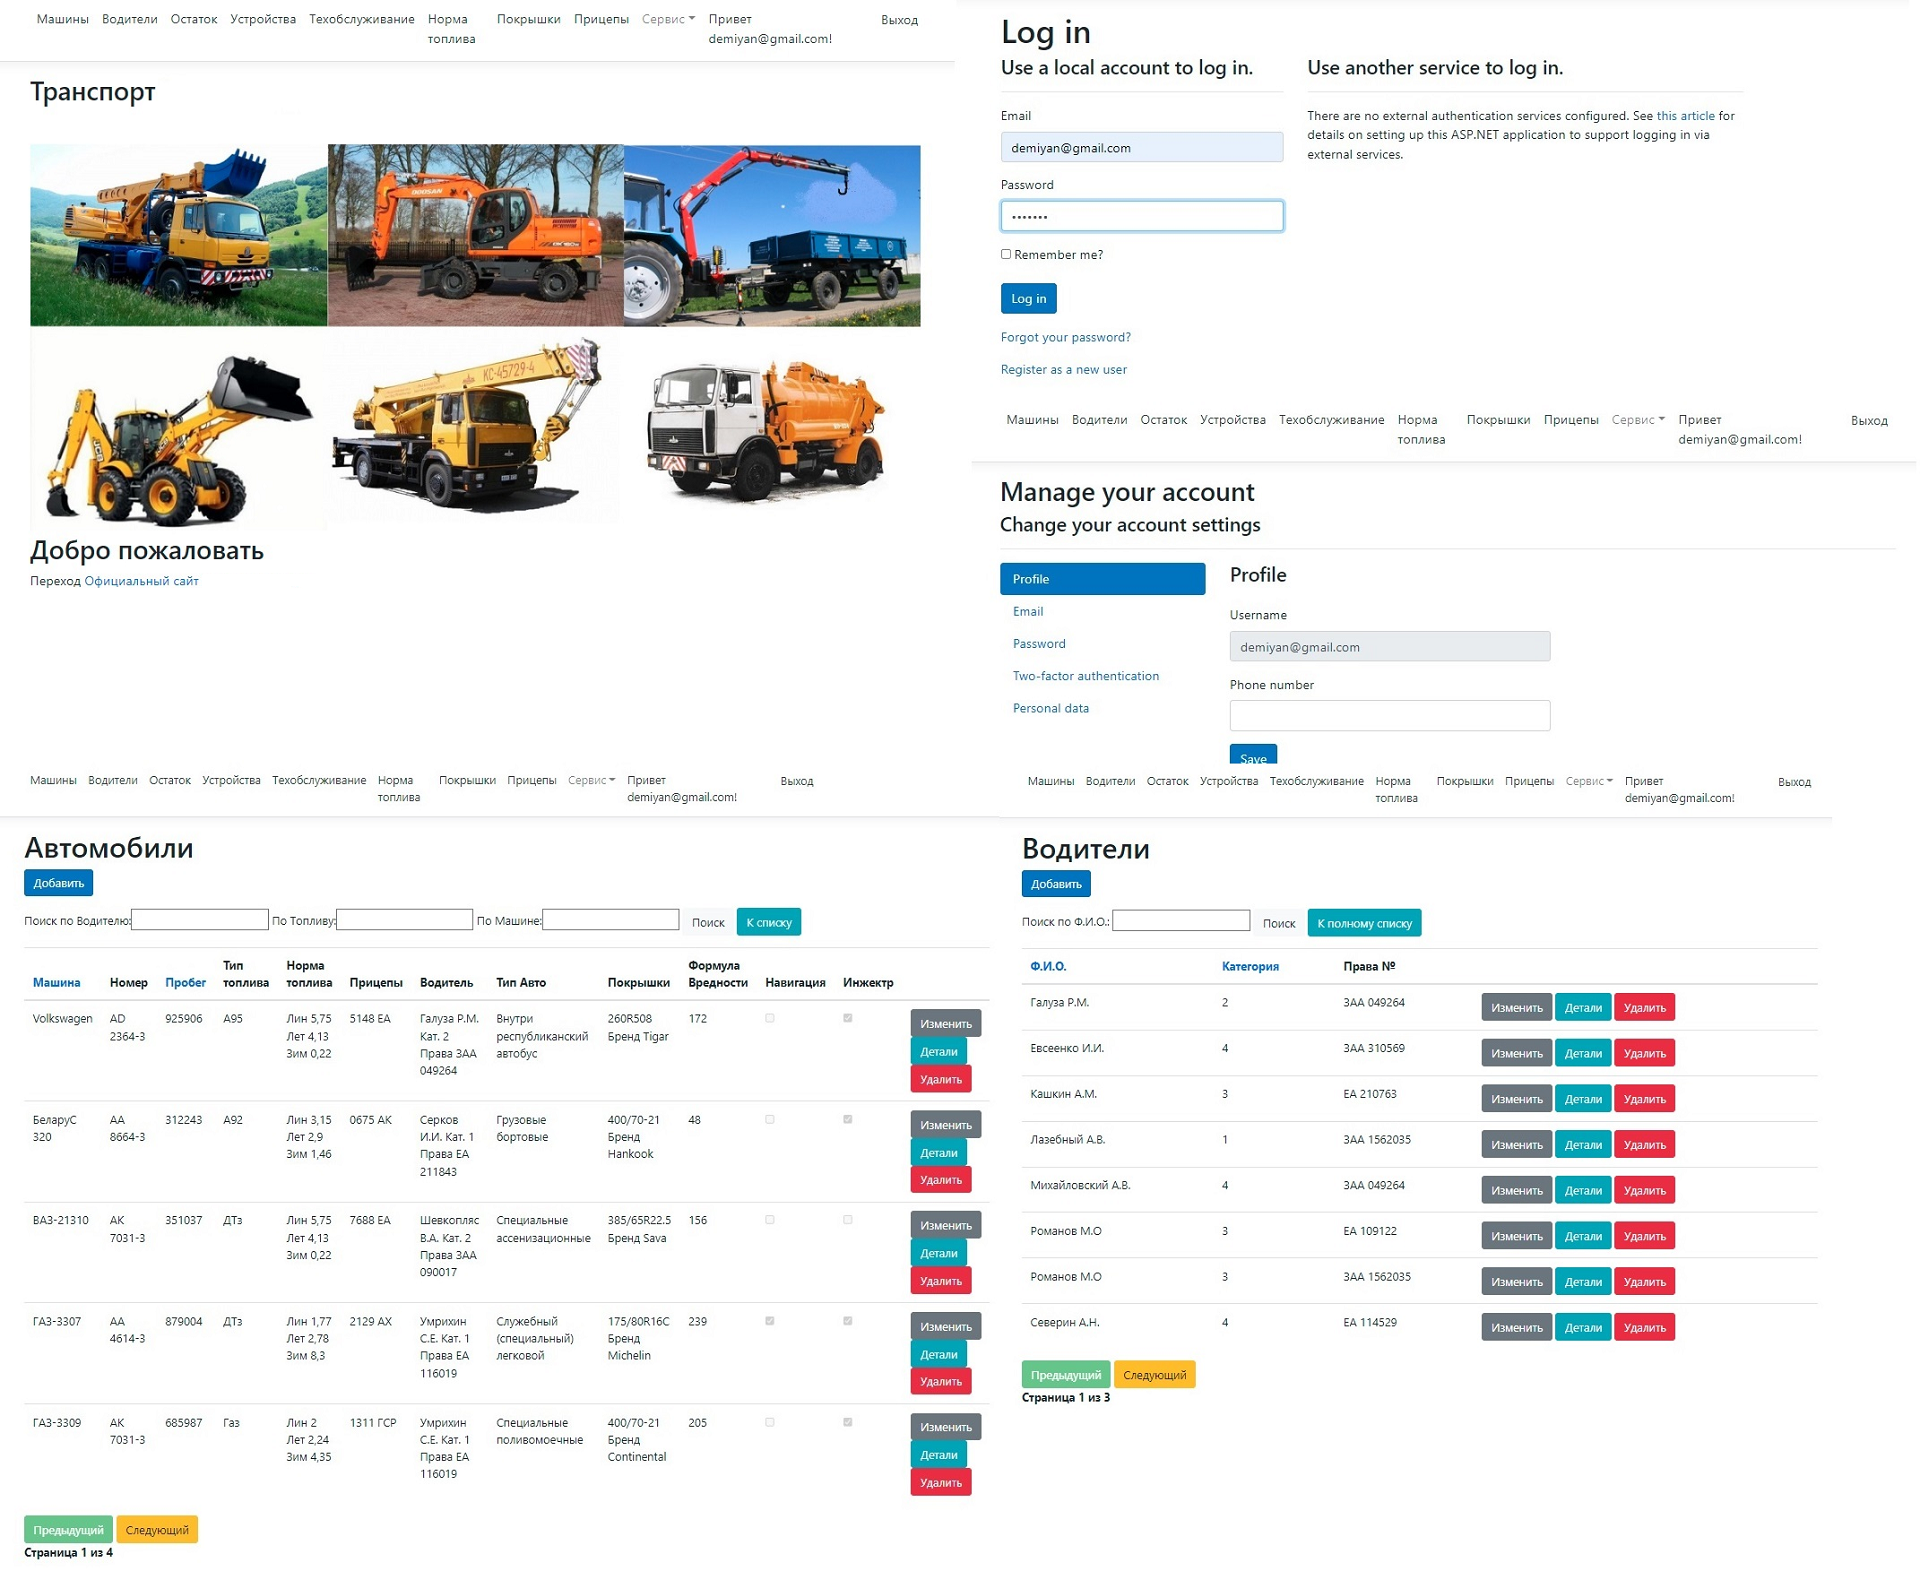 Машины Водители Остаток Устройства Техобслуживание Норма топлива Покрышки Прицепы Сервис Привет demiyan@gmail.com! Выход
Транспорт
DOOSAN
КС-45729-4
Добро пожаловать
Переход Официальный сайт
Log in
Use a local account to log in.
Email
demiyan@gmail.com
Password
•••••••
Remember me?
Log in
Forgot your password?
Register as a new user
Use another service to log in.
There are no external authentication services configured. See this article for
details on setting up this ASP.NET application to support logging in via
external services.
Машины Водители Остаток Устройства Техобслуживание Норма топлива Покрышки Прицепы Сервис Привет demiyan@gmail.com! Выход
Manage your account
Change your account settings
Profile
Email
Password
Two-factor authentication
Personal data
Profile
Username
demiyan@gmail.com
Phone number
Save
Машины Водители Остаток Устройства Техобслуживание Норма топлива Покрышки Прицепы Сервис Привет demiyan@gmail.com! Выход
Автомобили
Добавить
Поиск по Водителю: По Топливу: По Машине: Поиск К списку
Машина Номер Пробег Тип топлива Норма топлива Прицепы Водитель Тип Авто Покрышки Формула Вредности Навигация Инжектр
Volkswagen AD 2364-3 925906 A95 Лин 5,75 Лет 4,13 Зим 0,22 5148 EA Галуза Р.М. Кат. 2 Права ЗАА 049264 Внутри республиканский автобус 260R508 Бренд Tigar 172 Изменить Детали Удалить
БеларуС 320 AA 8664-3 312243 A92 Лин 3,15 Лет 2,9 Зим 1,46 0675 AK Серков И.И. Кат. 1 Права ЕА 211843 Грузовые бортовые 400/70-21 Бренд Hankook 48 Изменить Детали Удалить
ВАЗ-21310 AK 7031-3 351037 ДТз Лин 5,75 Лет 4,13 Зим 0,22 7688 EA Шевкопляс В.А. Кат. 2 Права ЗАА 090017 Специальные ассенизационные 385/65R22.5 Бренд Sava 156 Изменить Детали Удалить
ГАЗ-3307 AA 4614-3 879004 ДТз Лин 1,77 Лет 2,78 Зим 8,3 2129 AX Умрихин С.Е. Кат. 1 Права ЕА 116019 Служебный (специальный) легковой 175/80R16C Бренд Michelin 239 Изменить Детали Удалить
ГАЗ-3309 AK 7031-3 685987 Газ Лин 2 Лет 2,24 Зим 4,35 1311 ГСР Умрихин С.Е. Кат. 1 Права ЕА 116019 Специальные поливомоечные 400/70-21 Бренд Continental 205 Изменить Детали Удалить
Предыдущий Следующий
Страница 1 из 4
Машины Водители Остаток Устройства Техобслуживание Норма топлива Покрышки Прицепы Сервис Привет demiyan@gmail.com! Выход
Водители
Добавить
Поиск по Ф.И.О.: Поиск К полному списку
Ф.И.О. Категория Права №
Галуза Р.М. 2 ЗАА 049264 Изменить Детали Удалить
Евсеенко И.И. 4 ЗАА 310569 Изменить Детали Удалить
Кашкин А.М. 3 ЕА 210763 Изменить Детали Удалить
Лазебный А.В. 1 ЗАА 1562035 Изменить Детали Удалить
Михайловский А.В. 4 ЗАА 049264 Изменить Детали Удалить
Романов М.О 3 ЕА 109122 Изменить Детали Удалить
Романов М.О 3 ЗАА 1562035 Изменить Детали Удалить
Северин А.Н. 4 ЕА 114529 Изменить Детали Удалить
Предыдущий Следующий
Страница 1 из 3